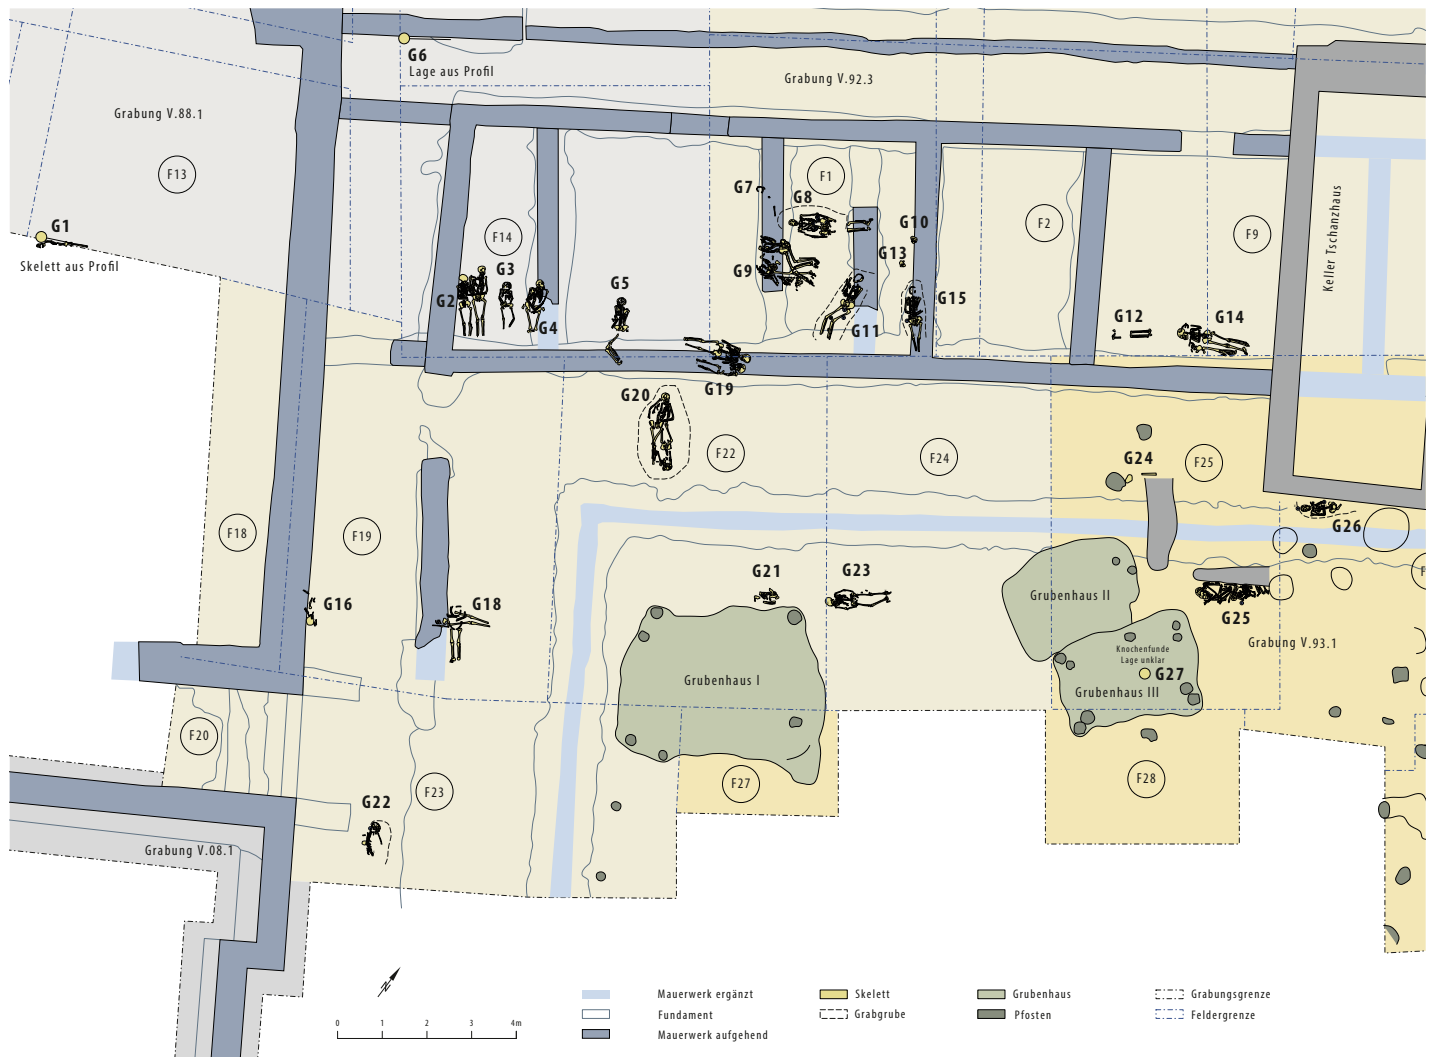 G6
Lage aus Profil
Grabung V.92.3
Grabung V.88.1
F13
F1
G7
G8
G1
Skelett aus Profil
F14
G10
F2
F9
Keller Tschanzhaus
G3
G2
G4
G5
G9
G13
G11
G15
G12
G14
G19
G20
F22
F24
G24
F25
G26
F18
F19
G16
G18
G21
G23
Grubenhaus II
G25
Grabung V.93.1
F
Knochenfunde
Lage unklar
G27
Grubenhaus I
Grubenhaus III
F20
F23
F27
F28
G22
Grabung V.08.1
N
0 1 2 3 4m
Mauerwerk ergänzt
Fundament
Mauerwerk aufgehend
Skelett
Grabgrube
Grubenhaus
Pfosten
Grabungsgrenze
Feldergrenze